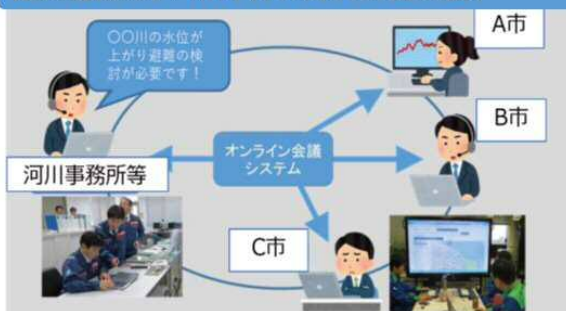 〇〇川の水位が
上がり避難の検
討が必要です！
A市
B市
オンライン会議
システム
河川事務所等
C市